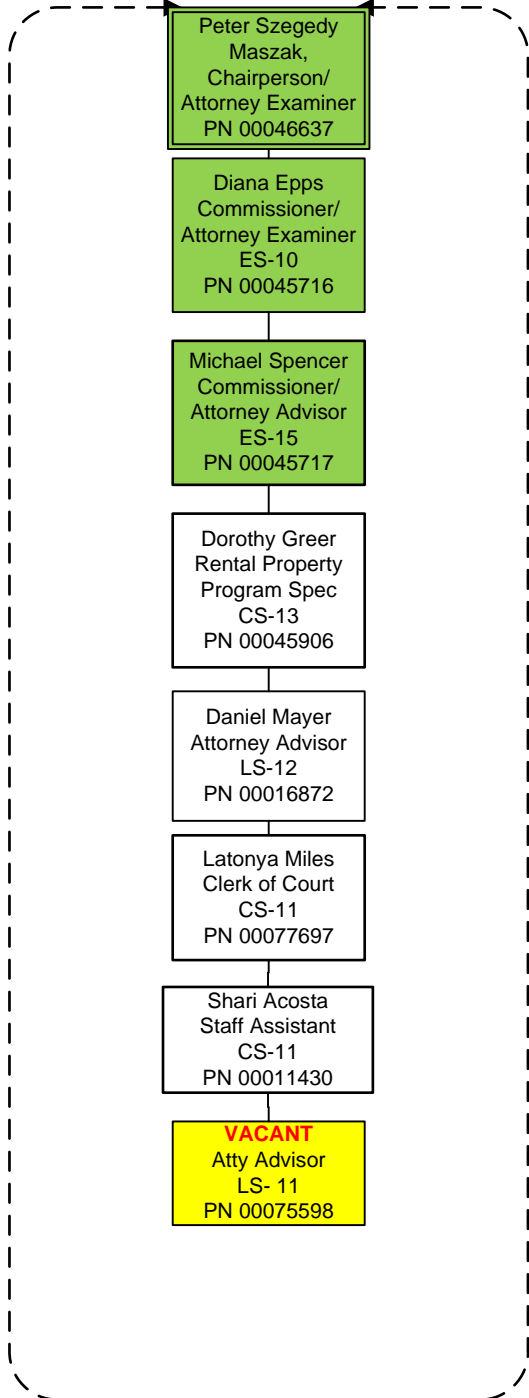 Peter Szegedy
Maszak,
Chairperson/
Attorney Examiner
PN 00046637
Diana Epps
Commissioner/
Attorney Examiner
ES-10
PN 00045716
Michael Spencer
Commissioner/
Attorney Advisor
ES-15
PN 00045717
Dorothy Greer
Rental Property
Program Spec
CS-13
PN 00045906
Daniel Mayer
Attorney Advisor
LS-12
PN 00016872
Latonya Miles
Clerk of Court
CS-11
PN 00077697
Shari Acosta
Staff Assistant
CS-11
PN 00011430
VACANT
Atty Advisor
LS- 11
PN 00075598